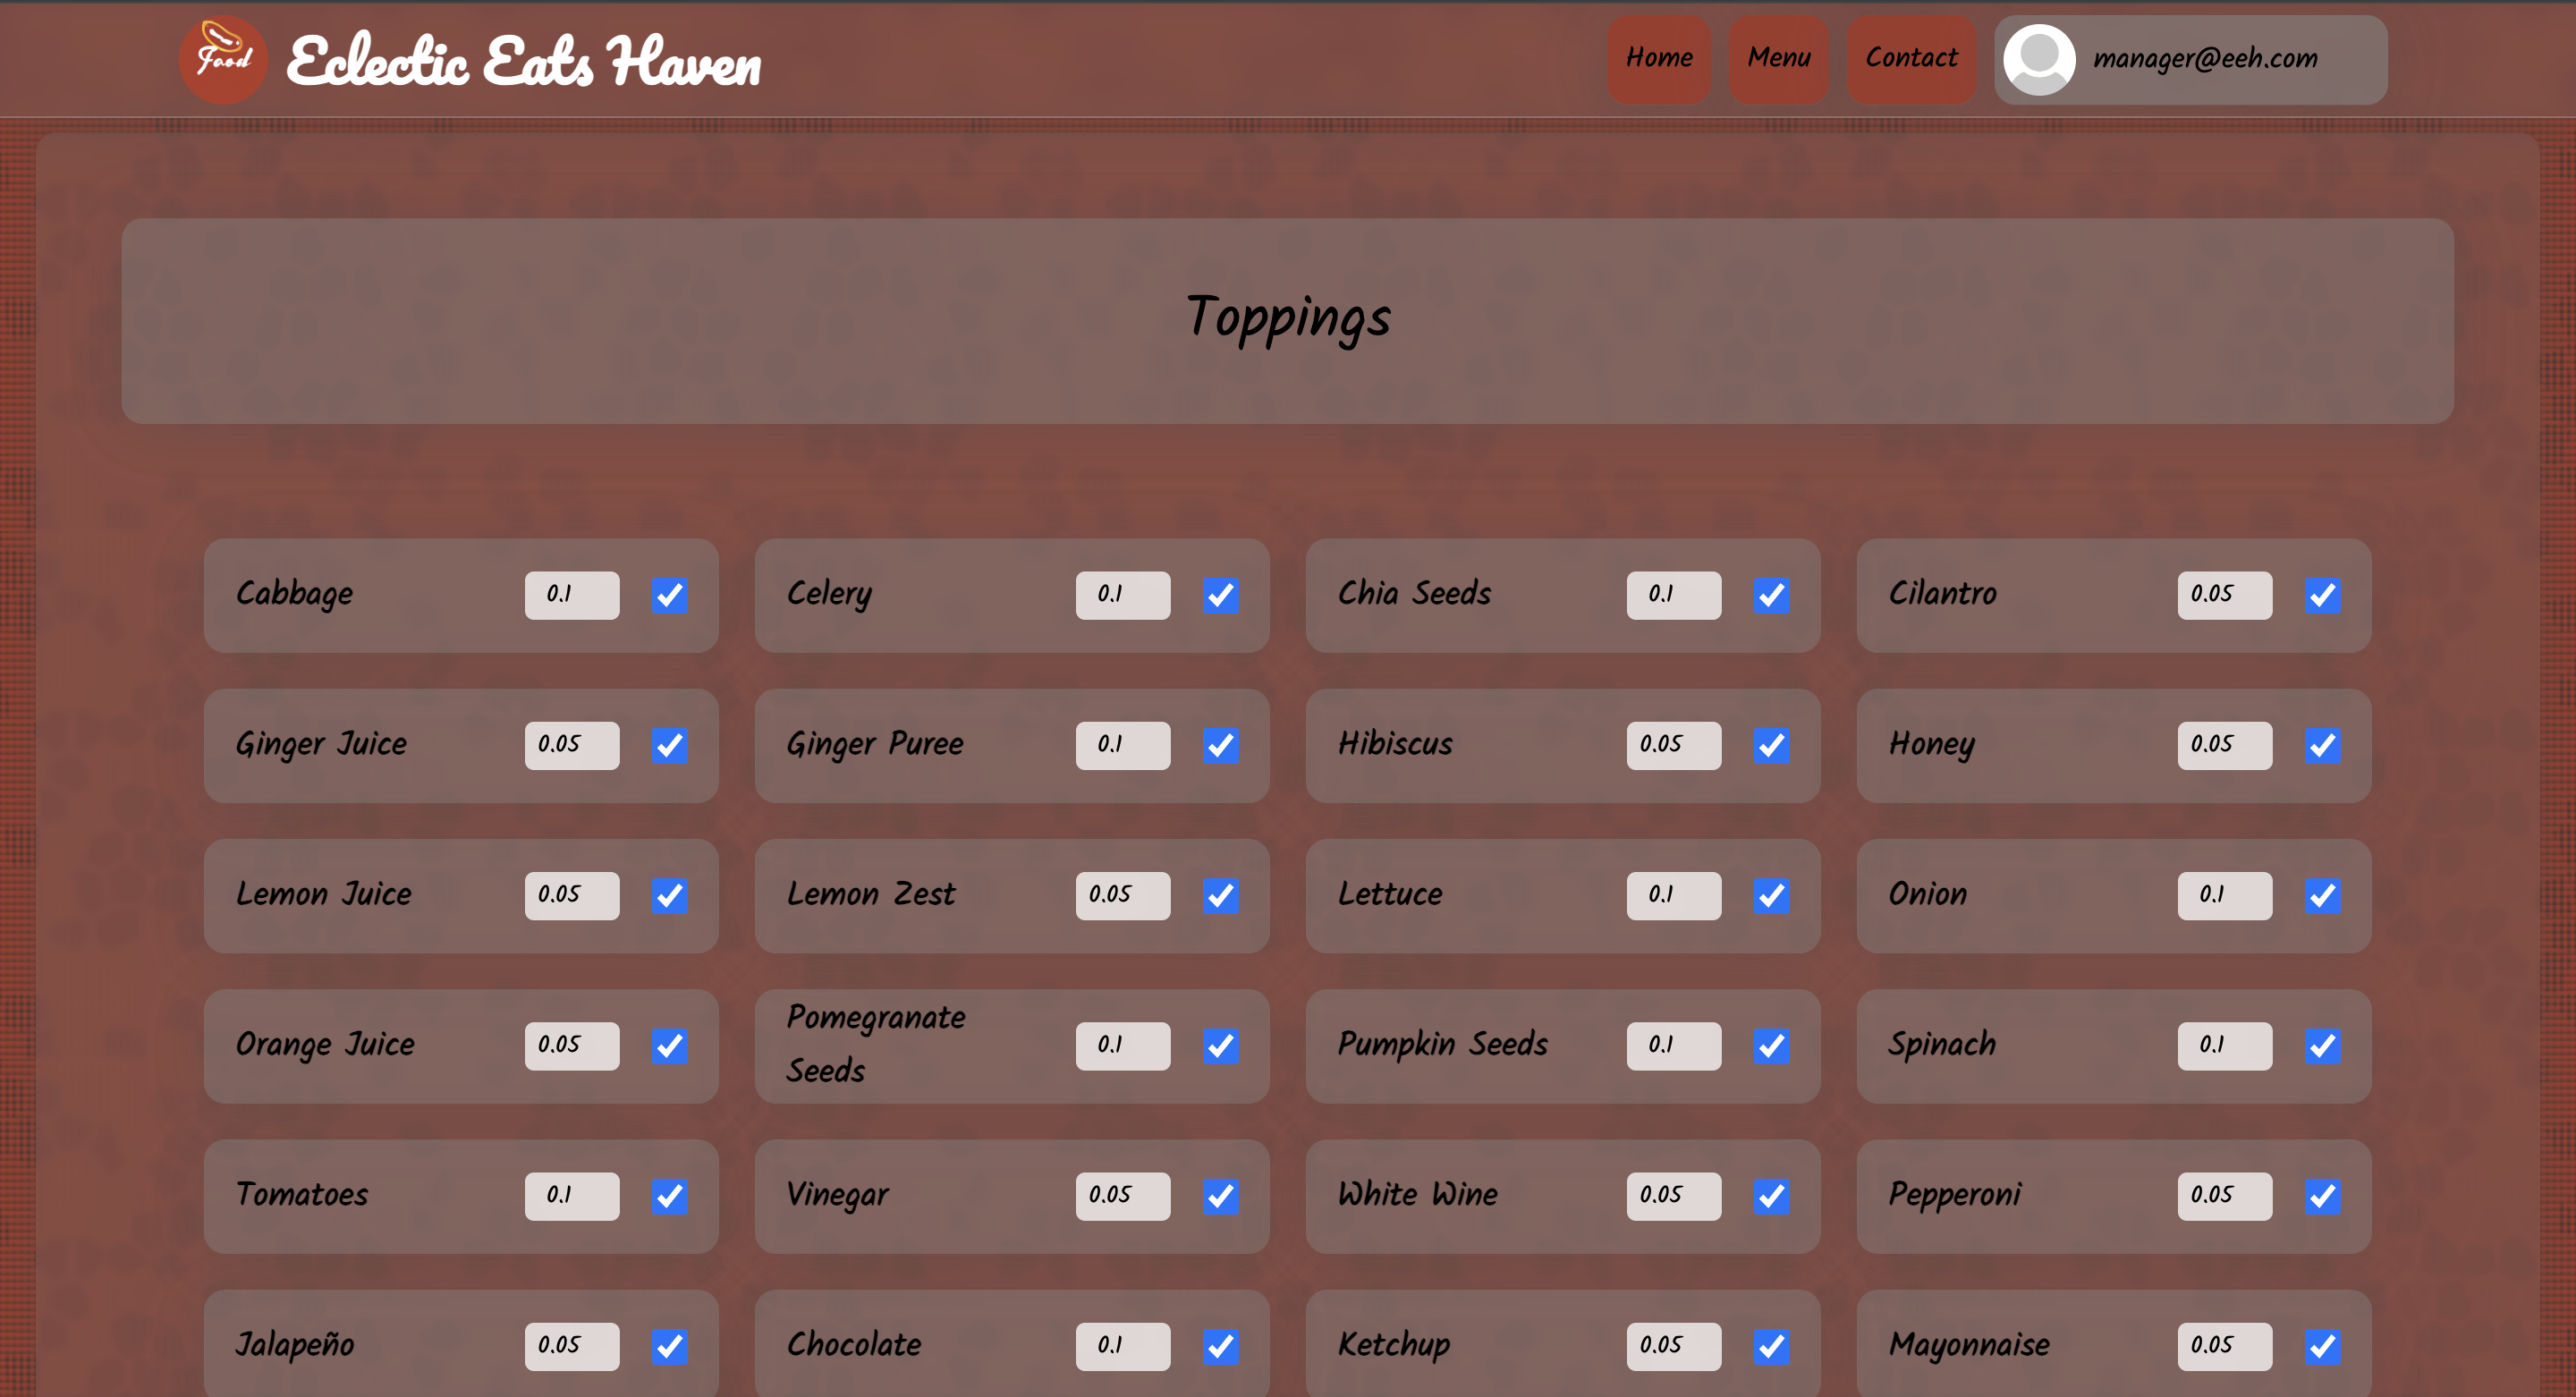 Food
Eclectic Eats Haven
Home
Menu
Contact
manager@eeh.com
Toppings
Cabbage 0.1
Celery 0.1
Chia Seeds 0.1
Cilantro 0.05
Ginger Juice 0.05
Ginger Puree 0.1
Hibiscus 0.05
Honey 0.05
Lemon Juice 0.05
Lemon Zest 0.05
Lettuce 0.1
Onion 0.1
Orange Juice 0.05
Pomegranate
Seeds 0.1
Pumpkin Seeds 0.1
Spinach 0.1
Tomatoes 0.1
Vinegar 0.05
White Wine 0.05
Pepperoni 0.05
Jalapeño 0.05
Chocolate 0.1
Ketchup 0.05
Mayonnaise 0.05